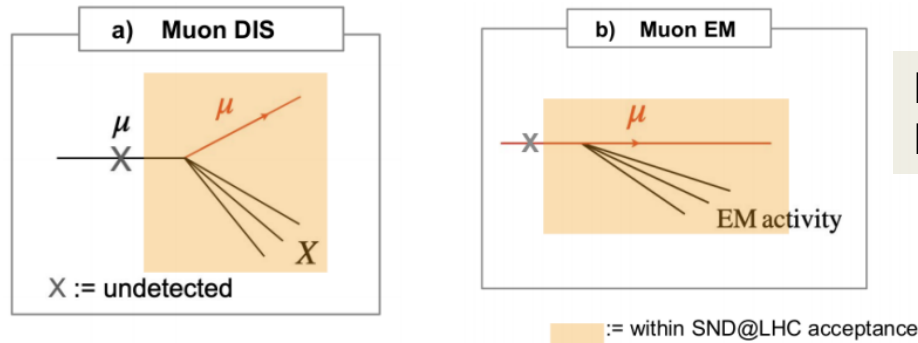 a) Muon DIS
μ
μ
X
X
X := undetected
b) Muon EM
X
μ
EM activity
:= within SND@LHC acceptance